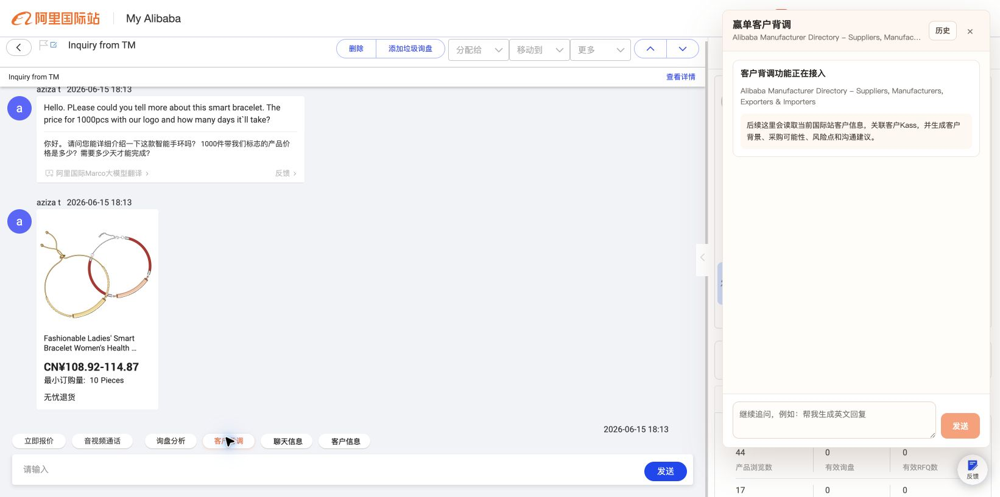 阿里国际站
My Alibaba
Inquiry from TM
删除
添加垃圾询盘
分配给
移动到
更多
Inquiry from TM
查看详情
aziza t 2026-06-15 18:13
a
Hello. PLease could you tell more about this smart bracelet. The
price for 1000pcs with our logo and how many days it`ll take?
你好。 请问您能详细介绍一下这款智能手环吗? 1000件带我们标志的产品价
格是多少? 需要多少天才能完成?
阿里国际Marco大模型翻译
反馈
aziza t 2026-06-15 18:13
a
Fashionable Ladies' Smart
Bracelet Women's Health ...
CN¥108.92-114.87
最小订购量: 10 Pieces
无忧退货
2026-06-15 18:13
立即报价
音视频通话
询盘分析
客户背调
聊天信息
客户信息
请输入
发送
赢单客户背调
Alibaba Manufacturer Directory – Suppliers, Manufac...
历史
×
客户背调功能正在接入
Alibaba Manufacturer Directory – Suppliers, Manufacturers,
Exporters & Importers
后续这里会读取当前国际站客户信息，关联客户Kass，并生成客户
背景、采购可能性、风险点和沟通建议。
继续追问，例如：帮我生成英文回复
发送
44
0
0
产品浏览数
有效询盘
有效RFQ数
17
0
0
反馈